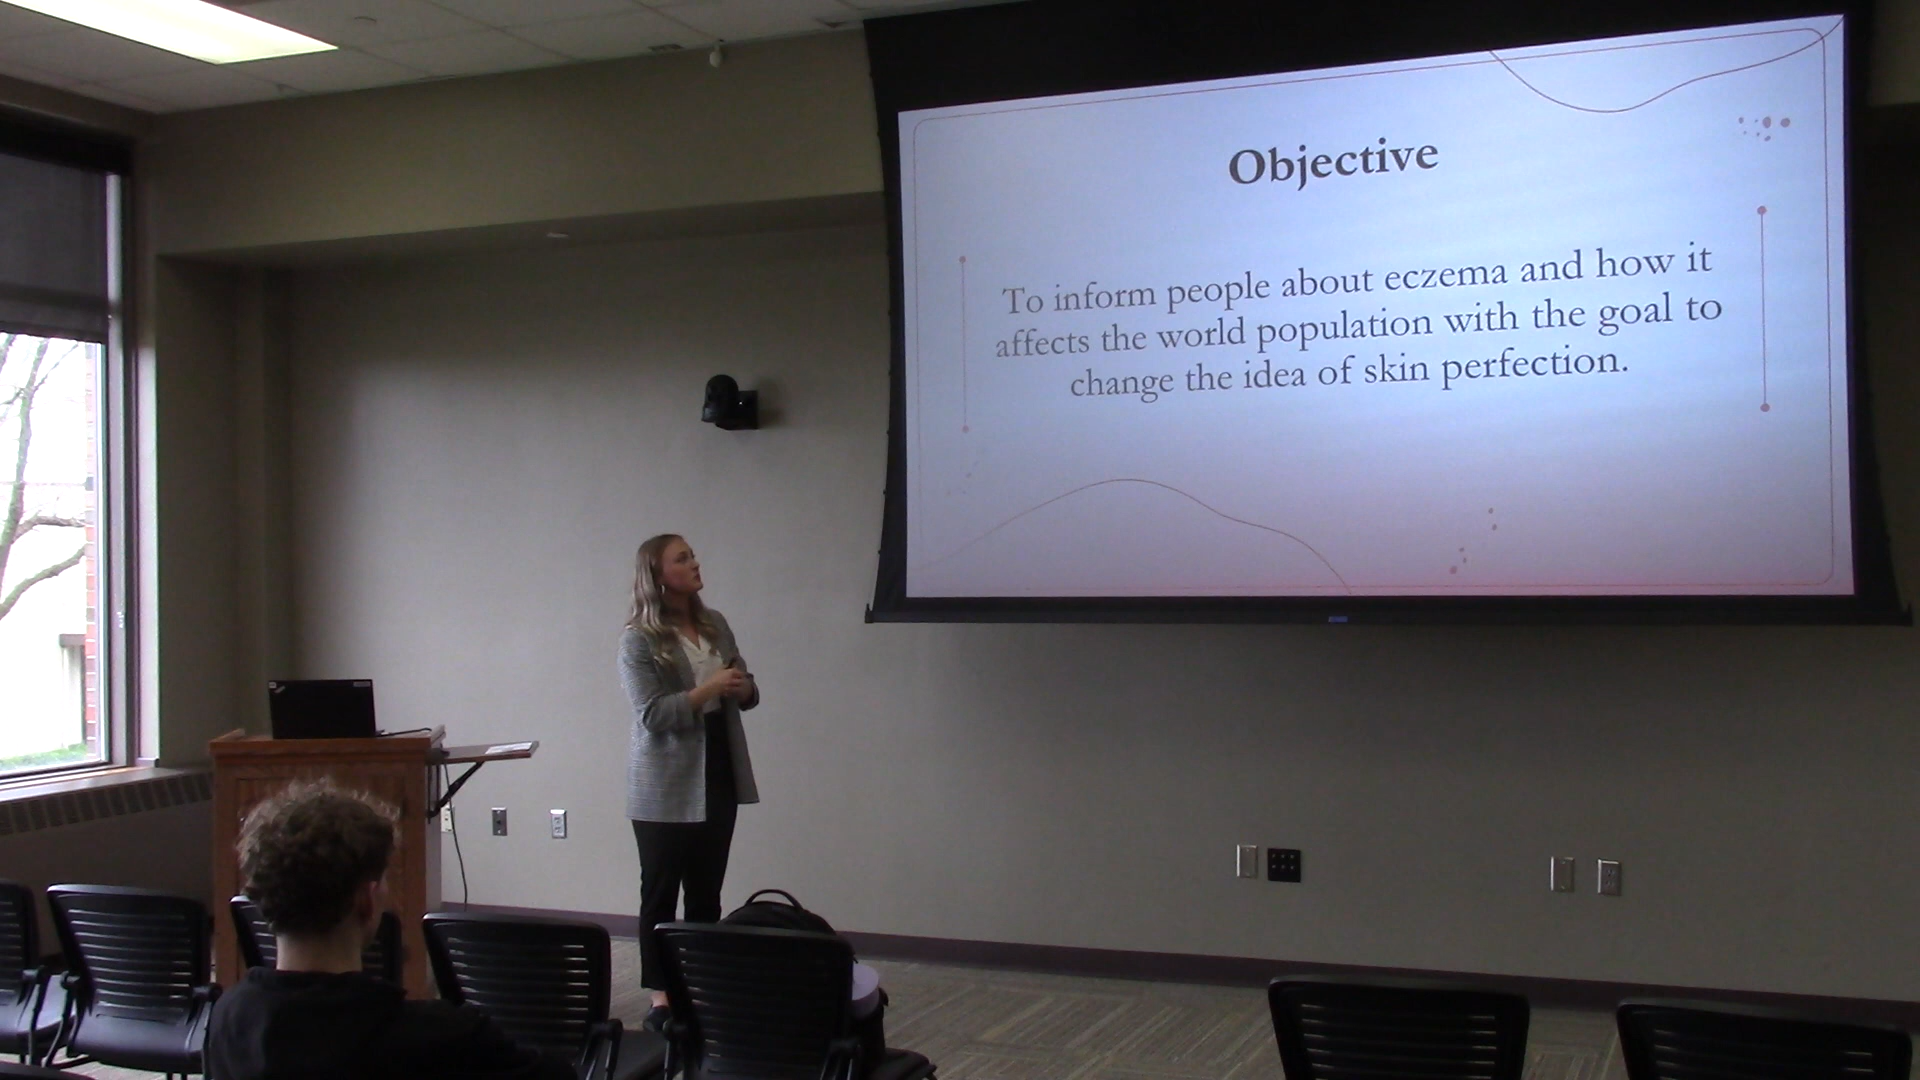 Objective
To inform people about eczema and how it
affects the world population with the goal to
change the idea of skin perfection.